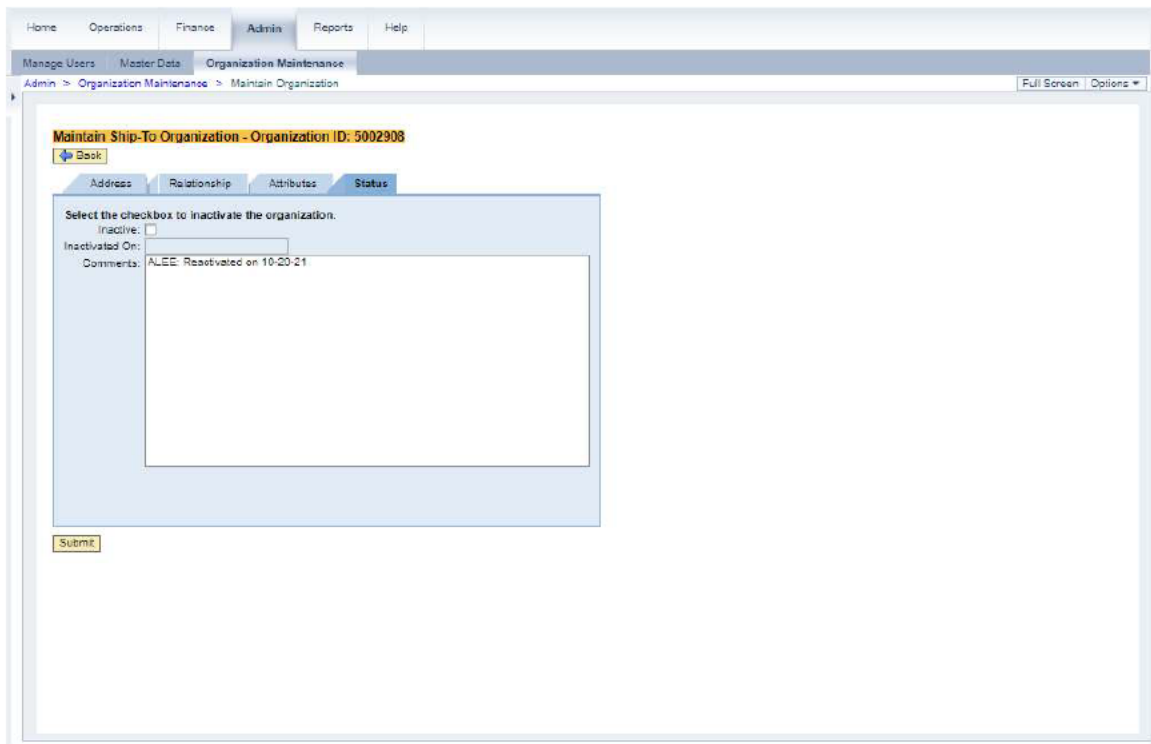 Home Operations Finance Admin Reports Help
Manage Users Master Data Organization Maintenance
Admin > Organization Maintenance > Maintain Organization Full Screen Options
Maintain Ship-To Organization - Organization ID: 5002908
Back
Address Relationship Attributes Status
Select the checkbox to inactivate the organization.
Inactive:
Inactivated On:
Comments: ALEE: Reactivated on 10-20-21
Submit